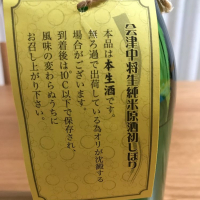 会津中将純米原酒初しぼり
本品は本生酒です。
無ろ過で出荷している為オリが沈殿する
場合がございます。
到着後は10℃以下で保存され、
風味の変わらぬうちに
お召し上がり下さい。